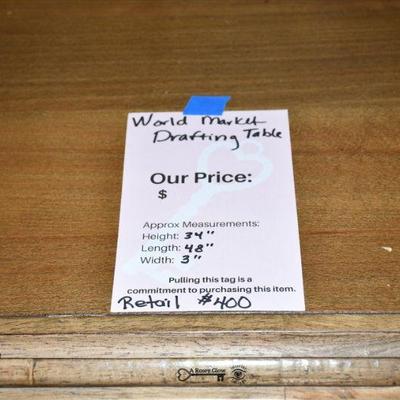 World Market
Drafting Table
Our Price:
$
Approx Measurements:
Height: 34"
Length: 48"
Width: 3"
Pulling this tag is a
commitment to purchasing this item.
Retail $400
A Rosey Glow